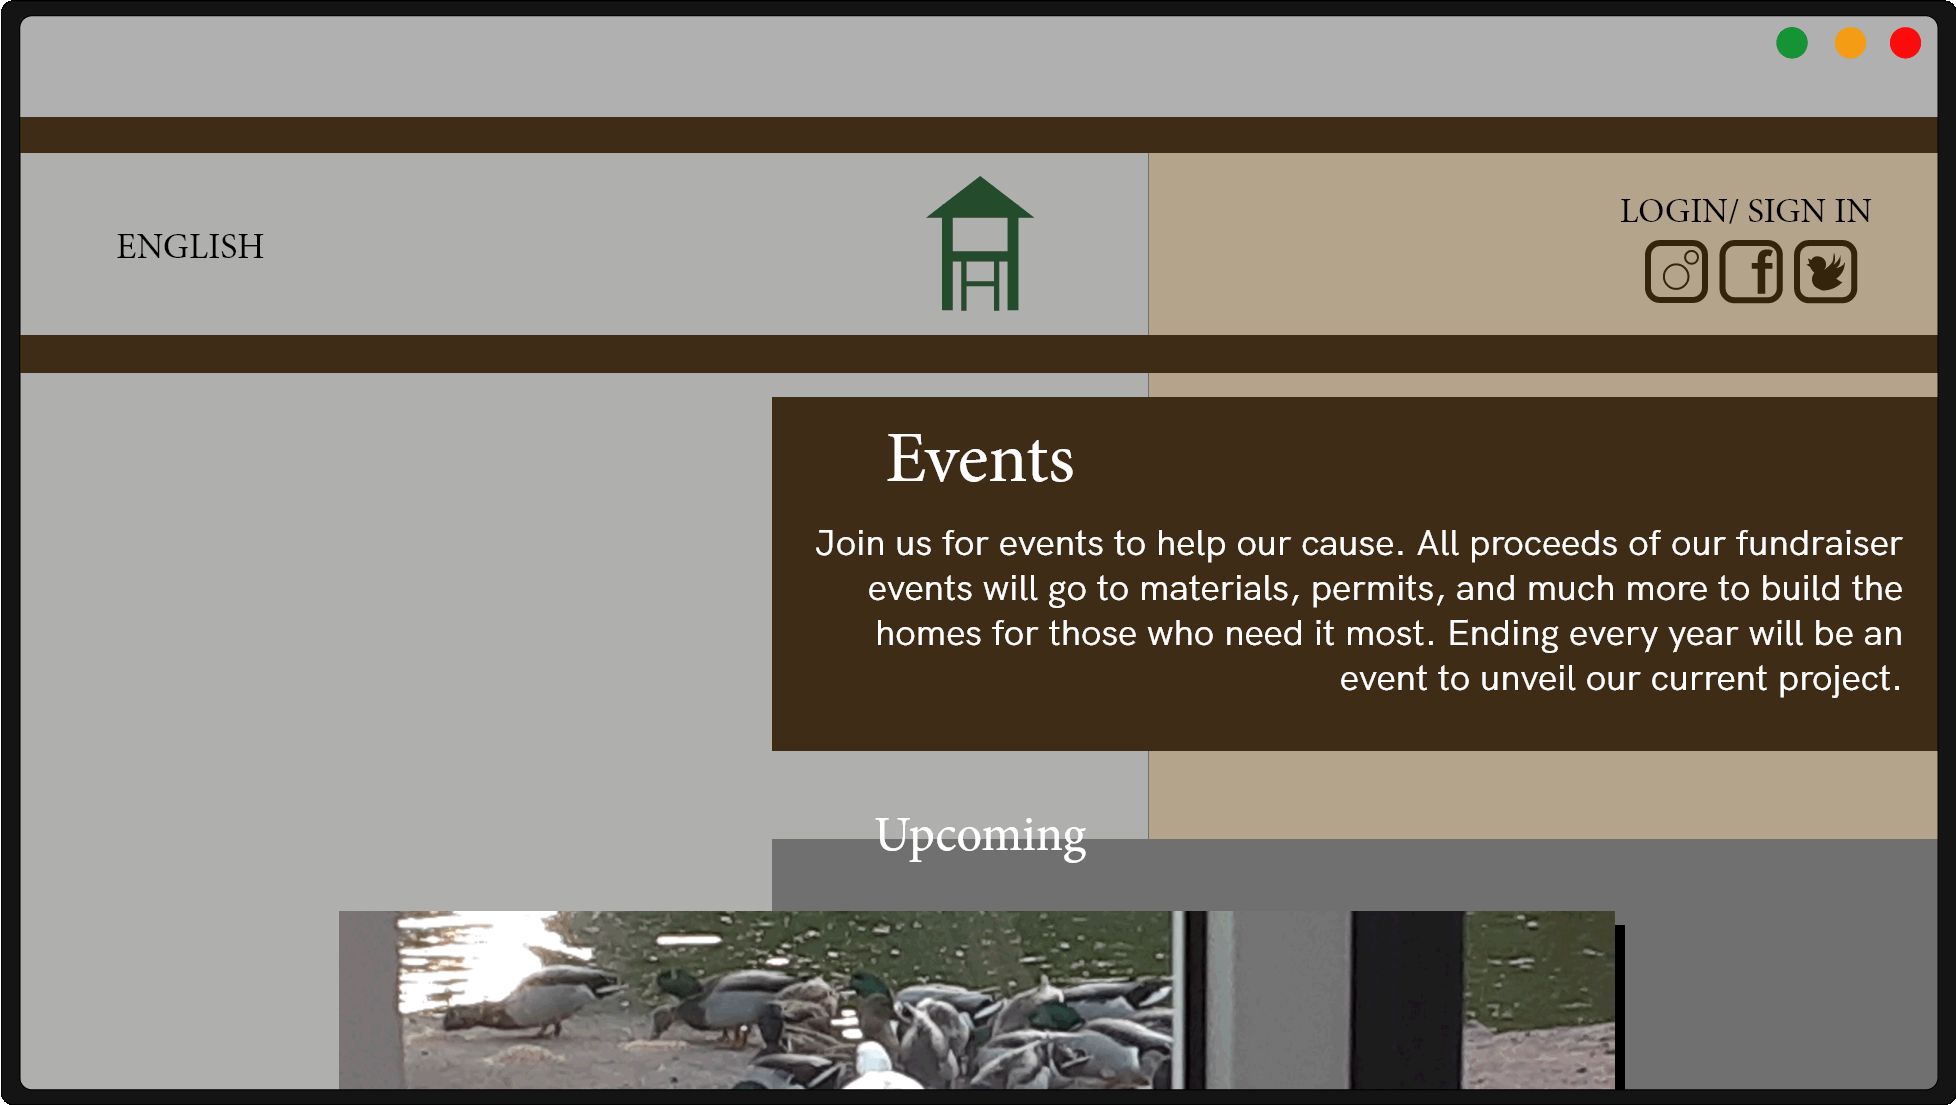 ENGLISH
LOGIN/ SIGN IN
Events
Join us for events to help our cause. All proceeds of our fundraiser
events will go to materials, permits, and much more to build the
homes for those who need it most. Ending every year will be an
event to unveil our current project.
Upcoming